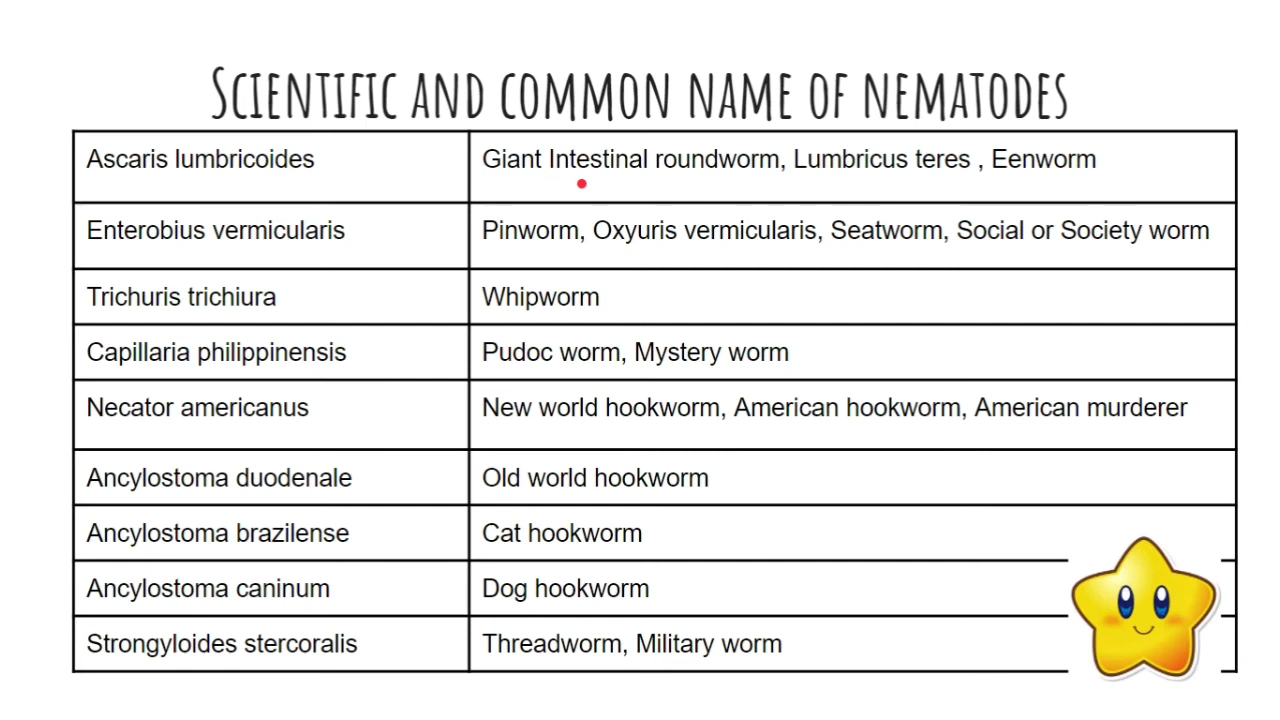 Scientific and common name of nematodes
Ascaris lumbricoides
Giant Intestinal roundworm, Lumbricus teres , Eenworm
Enterobius vermicularis
Pinworm, Oxyuris vermicularis, Seatworm, Social or Society worm
Trichuris trichiura
Whipworm
Capillaria philippinensis
Pudoc worm, Mystery worm
Necator americanus
New world hookworm, American hookworm, American murderer
Ancylostoma duodenale
Old world hookworm
Ancylostoma brazilense
Cat hookworm
Ancylostoma caninum
Dog hookworm
Strongyloides stercoralis
Threadworm, Military worm